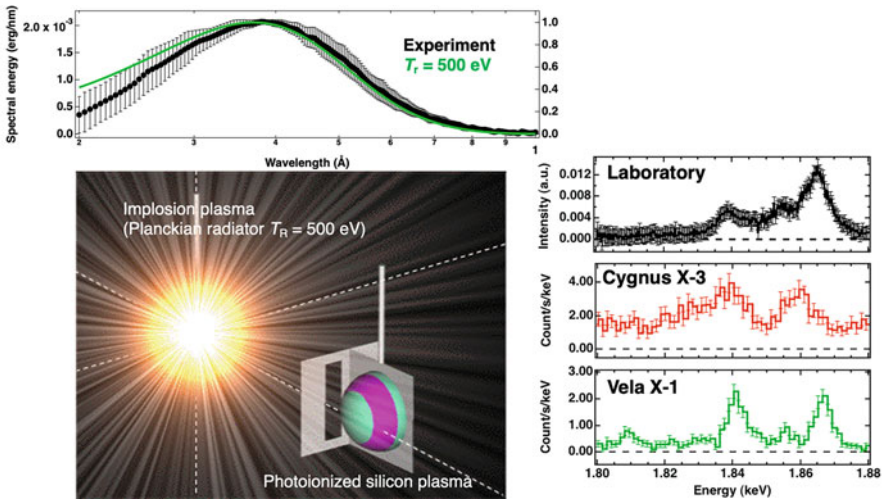 2.0 × 10⁻³
1.5
1.0
0.5
0.0
Spectral energy (erg/nm)
Experiment
Tᵣ = 500 eV
1.0
0.8
0.6
0.4
0.2
0.0
2 3 4 5 6 7 8 9 1
Wavelength (Å)
Implosion plasma
(Planckian radiator T_R = 500 eV)
Photoionized silicon plasma
Laboratory
Intensity (a.u.)
0.012
0.008
0.004
0.000
Cygnus X-3
Count/s/keV
4.00
2.00
0.00
Vela X-1
Count/s/keV
3.00
2.00
1.00
0.00
1.80 1.82 1.84 1.86 1.88
Energy (keV)